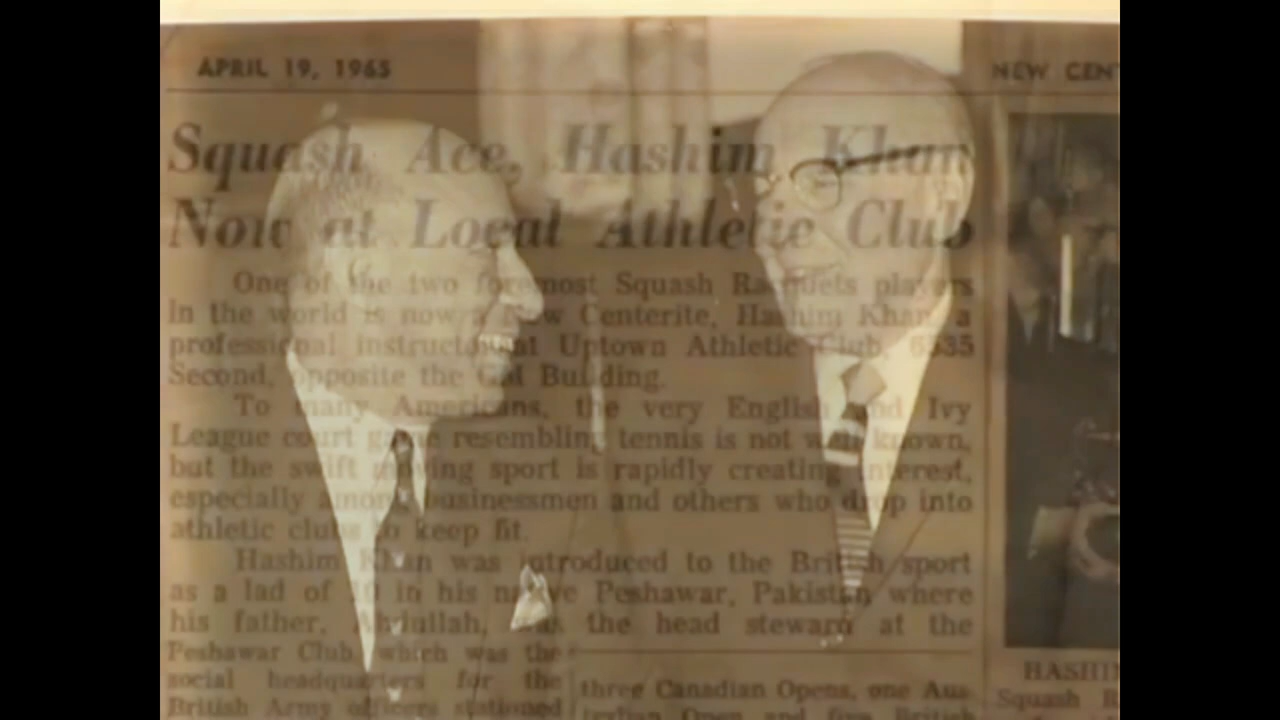 APRIL 19, 1965
NEW CEN
Squash Ace, Hashim Khan
Now at Local Athletic Club
One of the two foremost Squash Racquets players
in the world is now a New Centerite, Hashim Khan, a
professional instructor at Uptown Athletic Club, 6535
Second, opposite the GM Building.
To many Americans, the very English and Ivy
League court game resembling tennis is not well known,
but the swift moving sport is rapidly creating interest,
especially among businessmen and others who drop into
athletic clubs to keep fit.
Hashim Khan was introduced to the British sport
as a lad of 10 in his native Peshawar, Pakistan where
his father, Abdullah, was the head steward at the
Peshawar Club, which was the
social headquarters for the
British Army officers stationed
three Canadian Opens, one Aus-
tralian Open and five British
HASHIM
Squash R